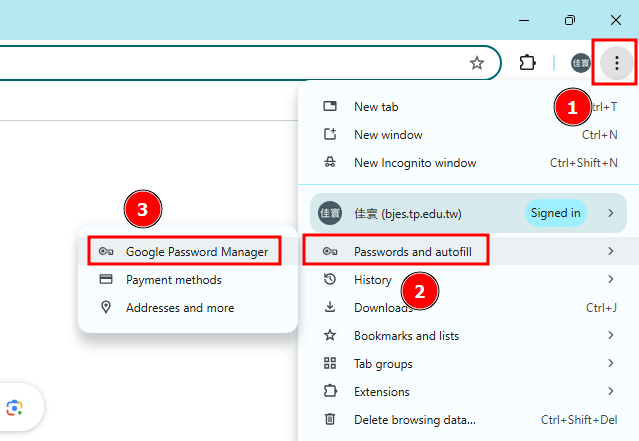 佳寰
1
New tab
Ctrl+T
New window
Ctrl+N
New Incognito window
Ctrl+Shift+N
佳寰
佳寰 (bjes.tp.edu.tw)
Signed in
3
Google Password Manager
Payment methods
Addresses and more
Passwords and autofill
2
History
Downloads
Ctrl+J
Bookmarks and lists
Tab groups
Extensions
Delete browsing data...
Ctrl+Shift+Del